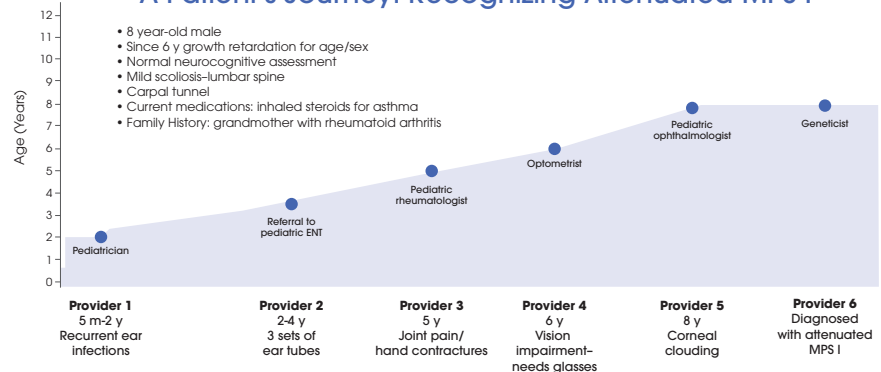 A Patient's Journey: Recognizing Attenuated MPS I
12
11
10
9
8
7
6
5
4
3
2
1
0
Age (Years)
• 8 year-old male
• Since 6 y growth retardation for age/sex
• Normal neurocognitive assessment
• Mild scoliosis–lumbar spine
• Carpal tunnel
• Current medications: inhaled steroids for asthma
• Family History: grandmother with rheumatoid arthritis
Pediatrician
Referral to
pediatric ENT
Pediatric
rheumatologist
Optometrist
Pediatric
ophthalmologist
Geneticist
Provider 1
5 m-2 y
Recurrent ear
infections
Provider 2
2-4 y
3 sets of
ear tubes
Provider 3
5 y
Joint pain/
hand contractures
Provider 4
6 y
Vision
impairment–
needs glasses
Provider 5
8 y
Corneal
clouding
Provider 6
Diagnosed
with attenuated
MPS I